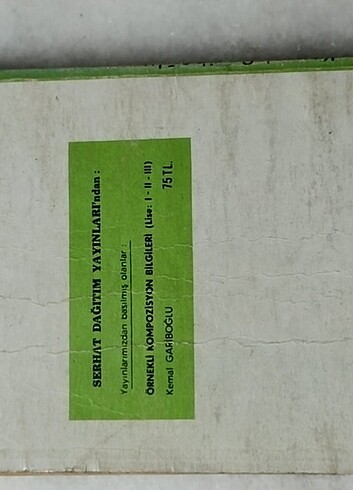 SERHAT DAĞITIM YAYINLARI'ndan :
Yayınlarımızdan basılmış olanlar :
ÖRNEKLİ KOMPOZİSYON BİLGİLERİ (Lise: I - II - III)
Kemal GARİBOĞLU 75 TL.